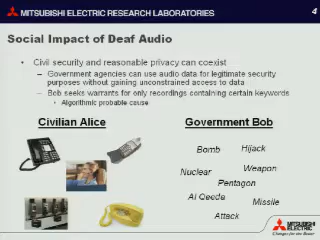 MITSUBISHI ELECTRIC RESEARCH LABORATORIES
4
Social Impact of Deaf Audio
• Civil security and reasonable privacy can coexist
– Government agencies can use audio data for legitimate security
purposes without gaining unconstrained access to data
– Bob seeks warrants for only recordings containing certain keywords
• Algorithmic probable cause
Civilian Alice
Government Bob
Bomb
Hijack
Nuclear
Weapon
Pentagon
Al Qaeda
Missile
Attack
MITSUBISHI
ELECTRIC
Changes for the Better